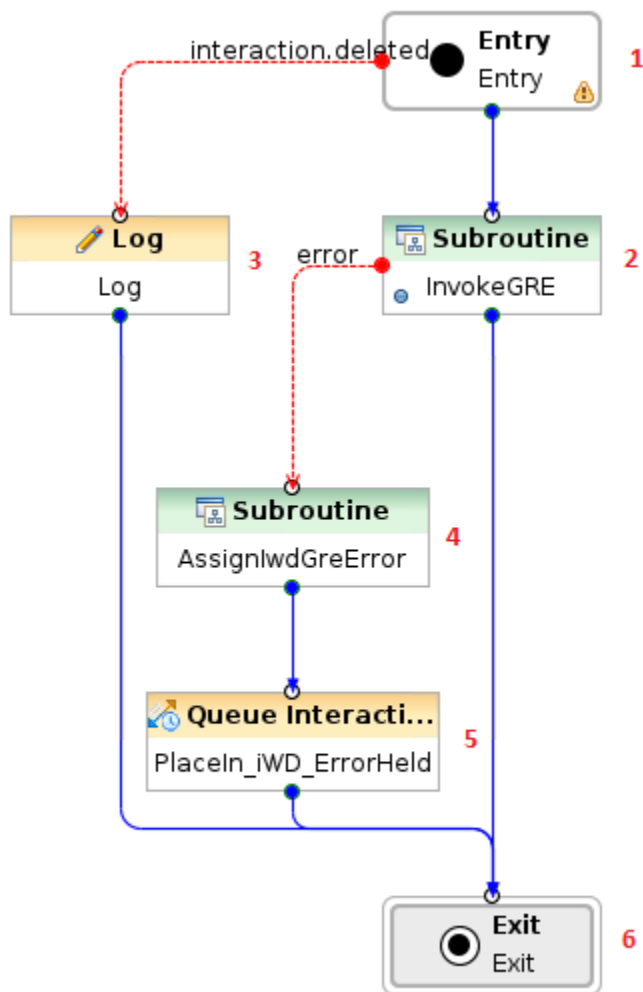 interaction.deleted
Entry
Entry
1
Log
Log
3
Subroutine
InvokeGRE
2
error
Subroutine
AssignIwdGreError
4
Queue Interacti...
PlaceIn_iWD_ErrorHeld
5
Exit
Exit
6